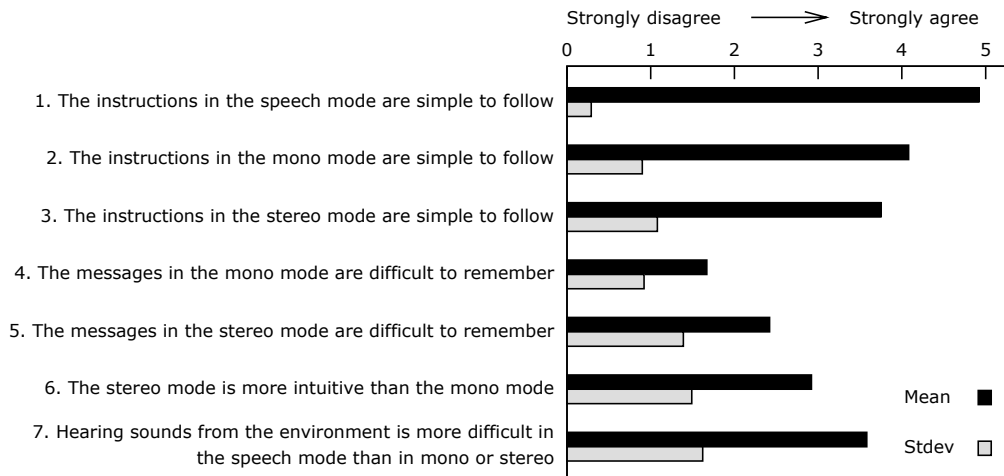 Strongly disagree Strongly agree
0 1 2 3 4 5
1. The instructions in the speech mode are simple to follow
2. The instructions in the mono mode are simple to follow
3. The instructions in the stereo mode are simple to follow
4. The messages in the mono mode are difficult to remember
5. The messages in the stereo mode are difficult to remember
6. The stereo mode is more intuitive than the mono mode
Mean
7. Hearing sounds from the environment is more difficult in
the speech mode than in mono or stereo
Stdev